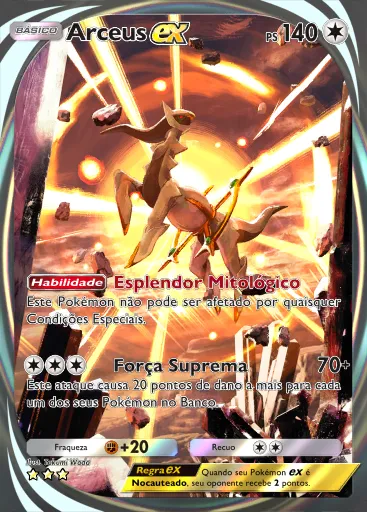 BÁSICO Arceus ex PS 140
Habilidade Esplendor Mitológico
Este Pokémon não pode ser afetado por quaisquer
Condições Especiais.
Força Suprema 70+
Este ataque causa 20 pontos de dano a mais para cada
um dos seus Pokémon no Banco.
Fraqueza +20 Recuo
Ilus. Takumi Wada
Regra ex Quando seu Pokémon ex é
Nocauteado, seu oponente recebe 2 pontos.